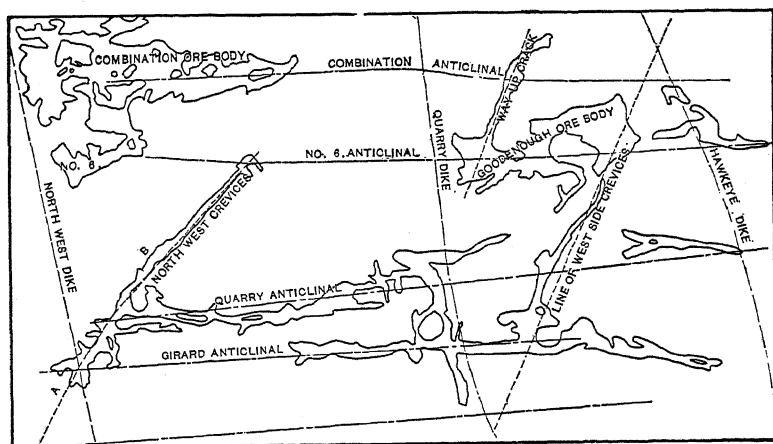 COMBINATION ORE BODY
COMBINATION ANTICLINAL
WAY UP CRACK
GOODENOUGH ORE BODY
QUARRY DIKE
NO. 6
NO. 6. ANTICLINAL
HAWKEYE DIKE
NORTH WEST DIKE
B
NORTH WEST CREVICES
LINE OF WEST SIDE CREVICES
QUARRY ANTICLINAL
GIRARD ANTICLINAL
A